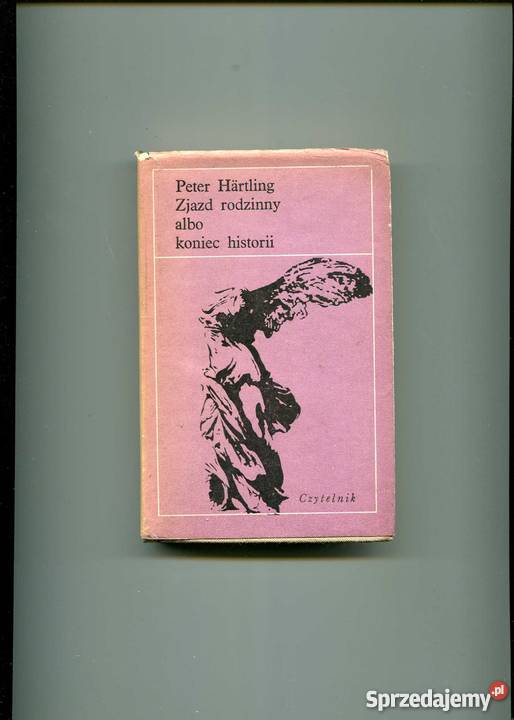 Peter Härtling
Zjazd rodzinny
albo
koniec historii
Czytelnik
Sprzedajemy.pl